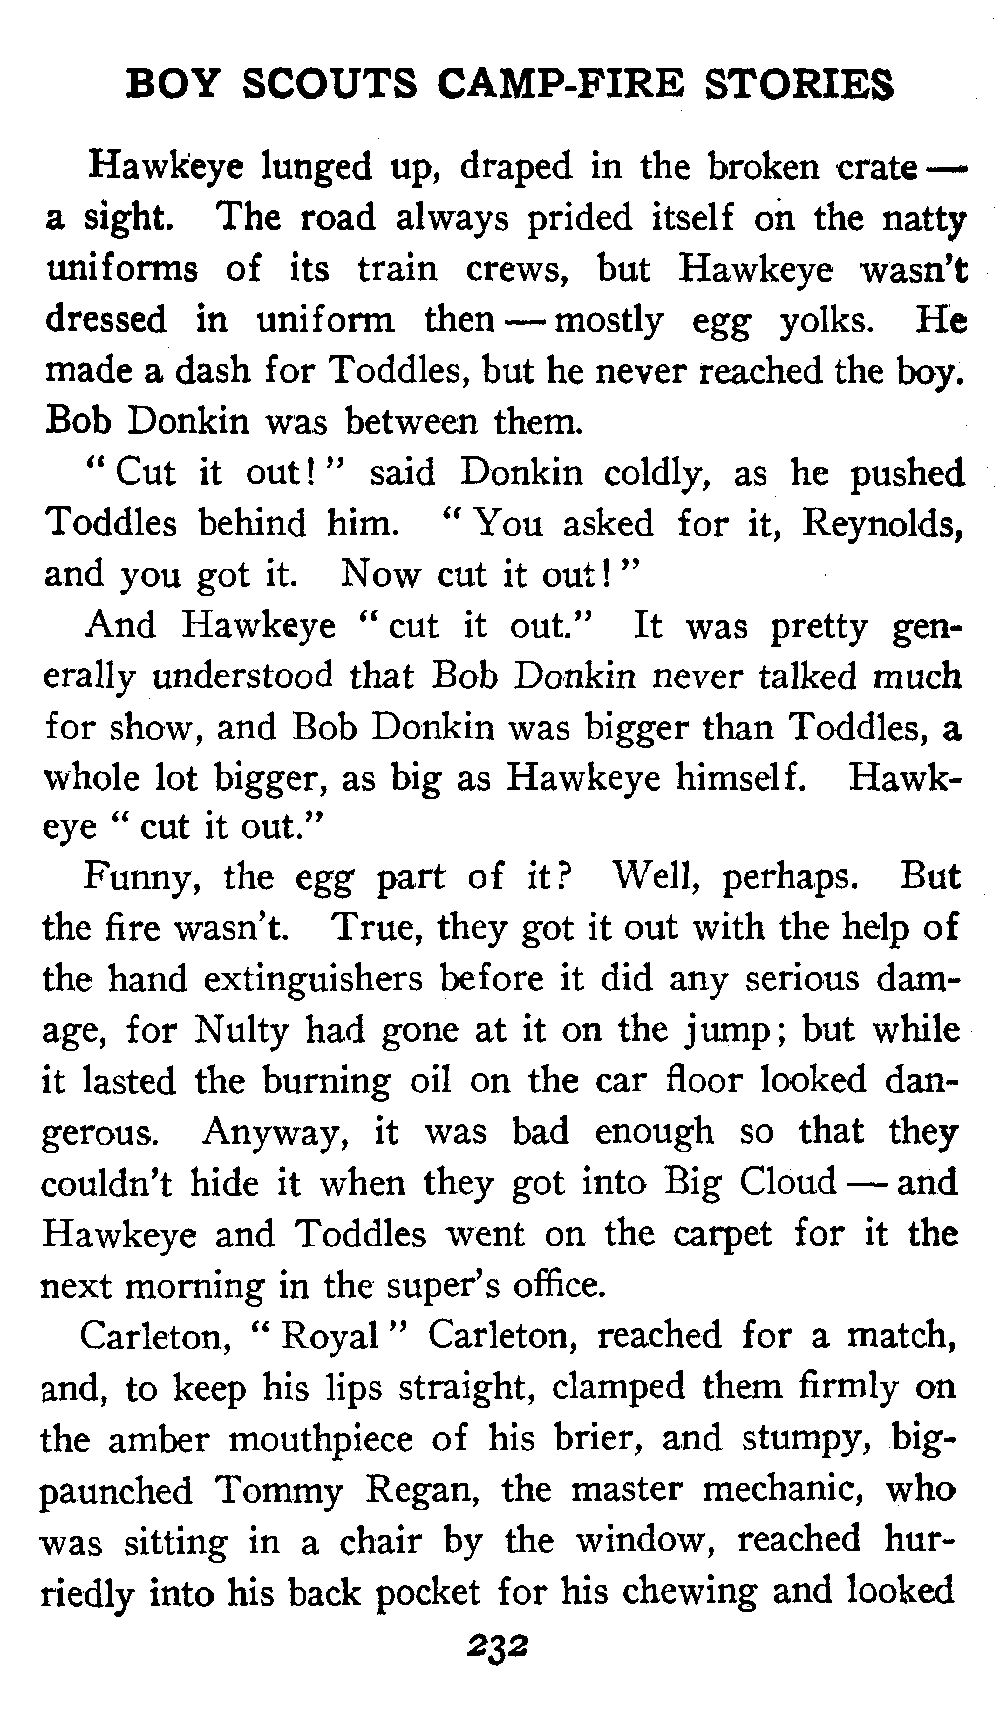 BOY SCOUTS CAMP-FIRE STORIES
Hawkeye lunged up, draped in the broken crate —
a sight. The road always prided itself on the natty
uniforms of its train crews, but Hawkeye wasn't
dressed in uniform then — mostly egg yolks. He
made a dash for Toddles, but he never reached the boy.
Bob Donkin was between them.
" Cut it out! " said Donkin coldly, as he pushed
Toddles behind him. " You asked for it, Reynolds,
and you got it. Now cut it out! "
And Hawkeye " cut it out." It was pretty gen-
erally understood that Bob Donkin never talked much
for show, and Bob Donkin was bigger than Toddles, a
whole lot bigger, as big as Hawkeye himself. Hawk-
eye " cut it out."
Funny, the egg part of it? Well, perhaps. But
the fire wasn't. True, they got it out with the help of
the hand extinguishers before it did any serious dam-
age, for Nulty had gone at it on the jump; but while
it lasted the burning oil on the car floor looked dan-
gerous. Anyway, it was bad enough so that they
couldn't hide it when they got into Big Cloud — and
Hawkeye and Toddles went on the carpet for it the
next morning in the super's office.
Carleton, " Royal " Carleton, reached for a match,
and, to keep his lips straight, clamped them firmly on
the amber mouthpiece of his brier, and stumpy, big-
paunched Tommy Regan, the master mechanic, who
was sitting in a chair by the window, reached hur-
riedly into his back pocket for his chewing and looked
232